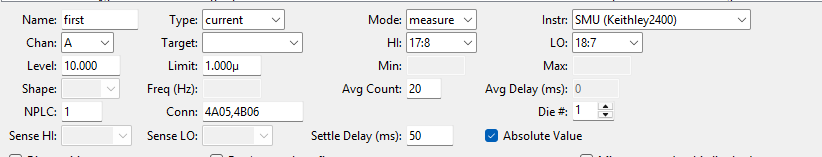 Name: first Type: current Mode: measure Instr: SMU (Keithley2400)
Chan: A Target: HI: 17:8 LO: 18:7
Level: 10.000 Limit: 1.000µ Min: Max:
Shape: Freq (Hz): Avg Count: 20 Avg Delay (ms): 0
NPLC: 1 Conn: 4A05,4B06 Die #: 1
Sense HI: Sense LO: Settle Delay (ms): 50 Absolute Value